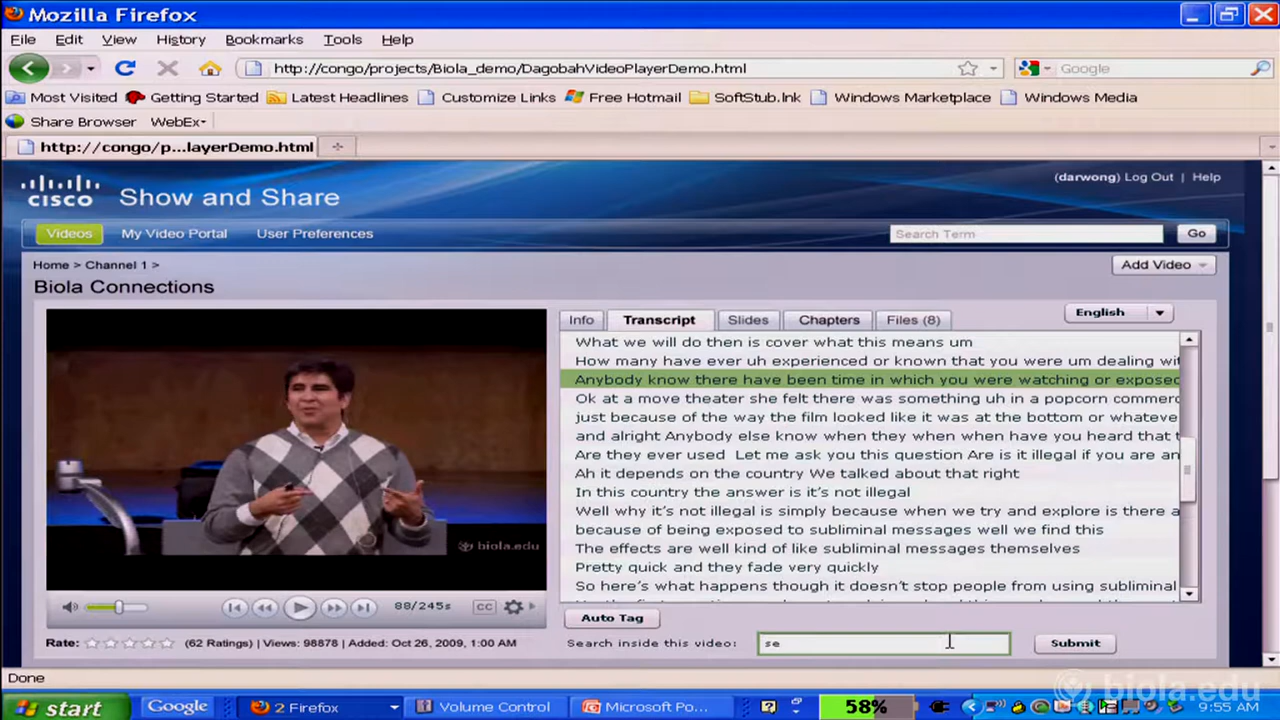 Mozilla Firefox
File Edit View History Bookmarks Tools Help
http://congo/projects/Biola_demo/DagobahVideoPlayerDemo.html
Google
Most Visited Getting Started Latest Headlines Customize Links Free Hotmail SoftStub.lnk Windows Marketplace Windows Media
Share Browser WebEx
http://congo/p...layerDemo.html
cisco Show and Share
(darwong) Log Out | Help
Videos My Video Portal User Preferences
Search Term Go
Home > Channel 1 >
Add Video
Biola Connections
Info Transcript Slides Chapters Files (8)
English
What we will do then is cover what this means um
How many have ever uh experienced or known that you were um dealing wit
Anybody know there have been time in which you were watching or exposed
Ok at a move theater she felt there was something uh in a popcorn commerc
just because of the way the film looked like it was at the bottom or whateve
and alright Anybody else know when they when when have you heard that t
Are they ever used Let me ask you this question Are is it illegal if you are an
Ah it depends on the country We talked about that right
In this country the answer is it's not illegal
Well why it's not illegal is simply because when we try and explore is there a
because of being exposed to subliminal messages well we find this
The effects are well kind of like subliminal messages themselves
Pretty quick and they fade very quickly
So here's what happens though it doesn't stop people from using subliminal
biola.edu
88/245s CC
Auto Tag
Rate: (62 Ratings) | Views: 98878 | Added: Oct 26, 2009, 1:00 AM
Search inside this video: se Submit
Done
biola.edu
start Google 2 Firefox Volume Control Microsoft Po... 58% 9:55 AM